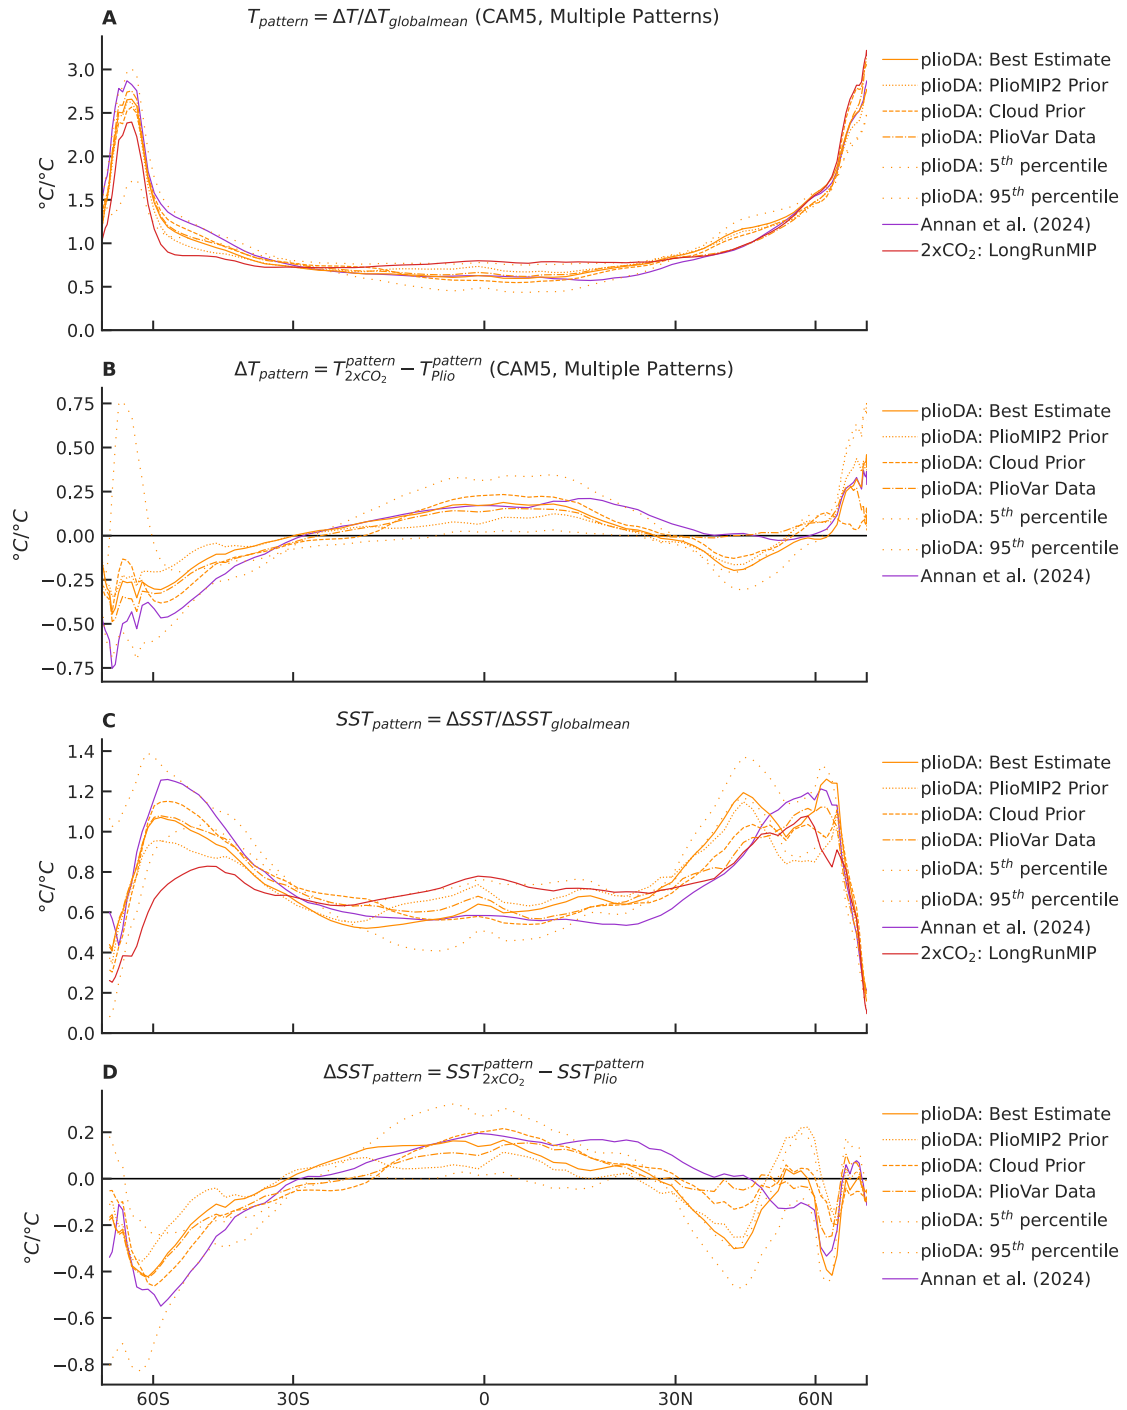 A
T_pattern = ΔT/ΔT_globalmean (CAM5, Multiple Patterns)
°C/°C
3.0
2.5
2.0
1.5
1.0
0.5
0.0
plioDA: Best Estimate
plioDA: PlioMIP2 Prior
plioDA: Cloud Prior
plioDA: PlioVar Data
plioDA: 5th percentile
plioDA: 95th percentile
Annan et al. (2024)
2xCO₂: LongRunMIP
B
ΔT_pattern = T_2xCO₂^pattern − T_Plio^pattern (CAM5, Multiple Patterns)
°C/°C
0.75
0.50
0.25
0.00
−0.25
−0.50
−0.75
plioDA: Best Estimate
plioDA: PlioMIP2 Prior
plioDA: Cloud Prior
plioDA: PlioVar Data
plioDA: 5th percentile
plioDA: 95th percentile
Annan et al. (2024)
C
SST_pattern = ΔSST/ΔSST_globalmean
°C/°C
1.4
1.2
1.0
0.8
0.6
0.4
0.2
0.0
plioDA: Best Estimate
plioDA: PlioMIP2 Prior
plioDA: Cloud Prior
plioDA: PlioVar Data
plioDA: 5th percentile
plioDA: 95th percentile
Annan et al. (2024)
2xCO₂: LongRunMIP
D
ΔSST_pattern = SST_2xCO₂^pattern − SST_Plio^pattern
°C/°C
0.2
0.0
−0.2
−0.4
−0.6
−0.8
plioDA: Best Estimate
plioDA: PlioMIP2 Prior
plioDA: Cloud Prior
plioDA: PlioVar Data
plioDA: 5th percentile
plioDA: 95th percentile
Annan et al. (2024)
60S 30S 0 30N 60N